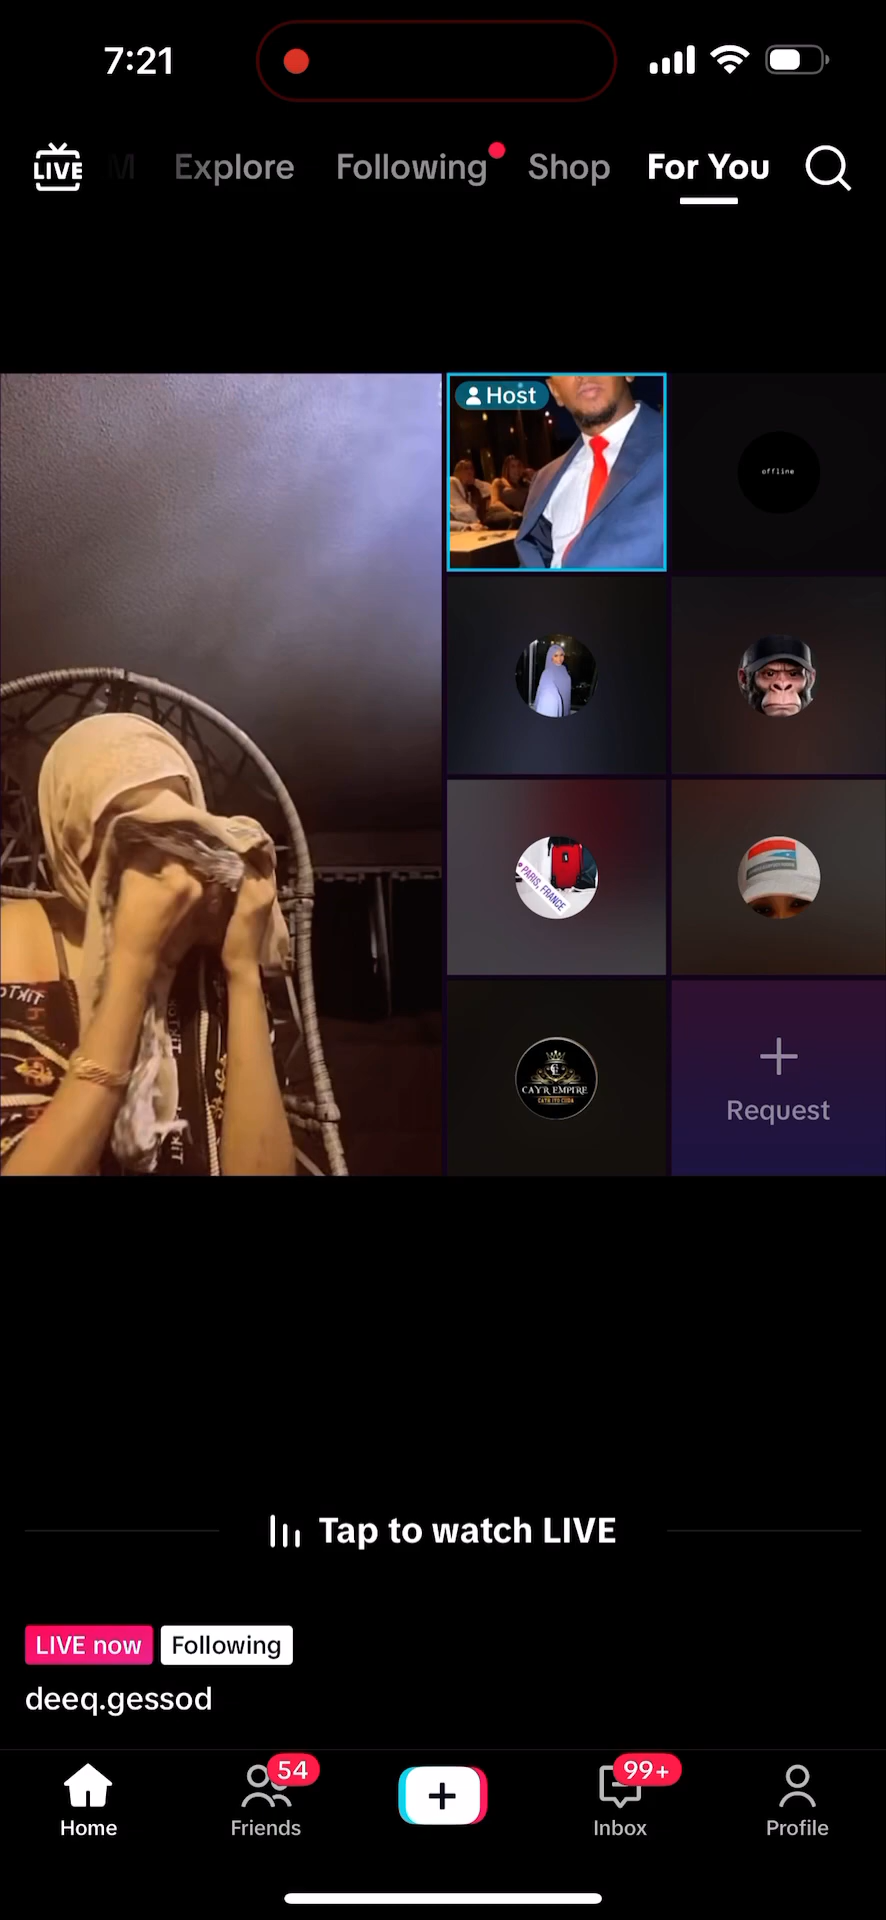 7:21
LIVE
Explore
Following
Shop
For You
Host
offline
PARIS, FRANCE
CAY'R EMPIRE
Request
Tap to watch LIVE
LIVE now
Following
deeq.gessod
54
99+
Home
Friends
Inbox
Profile